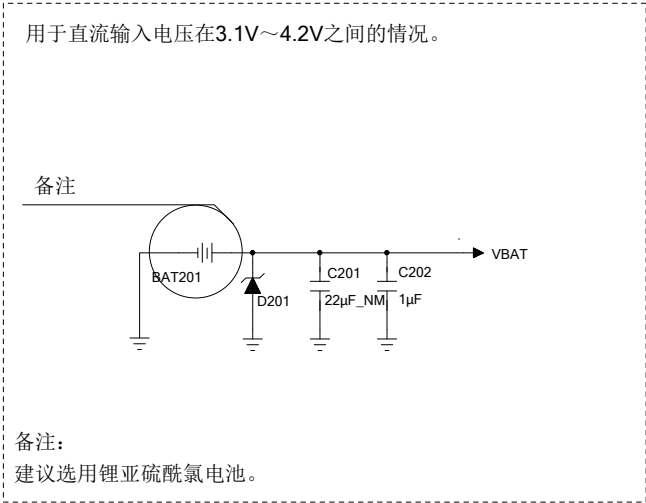 用于直流输入电压在3.1V～4.2V之间的情况。
备注
VBAT
BAT201
D201
C201
22μF_NM
C202
1μF
备注：
建议选用锂亚硫酰氯电池。